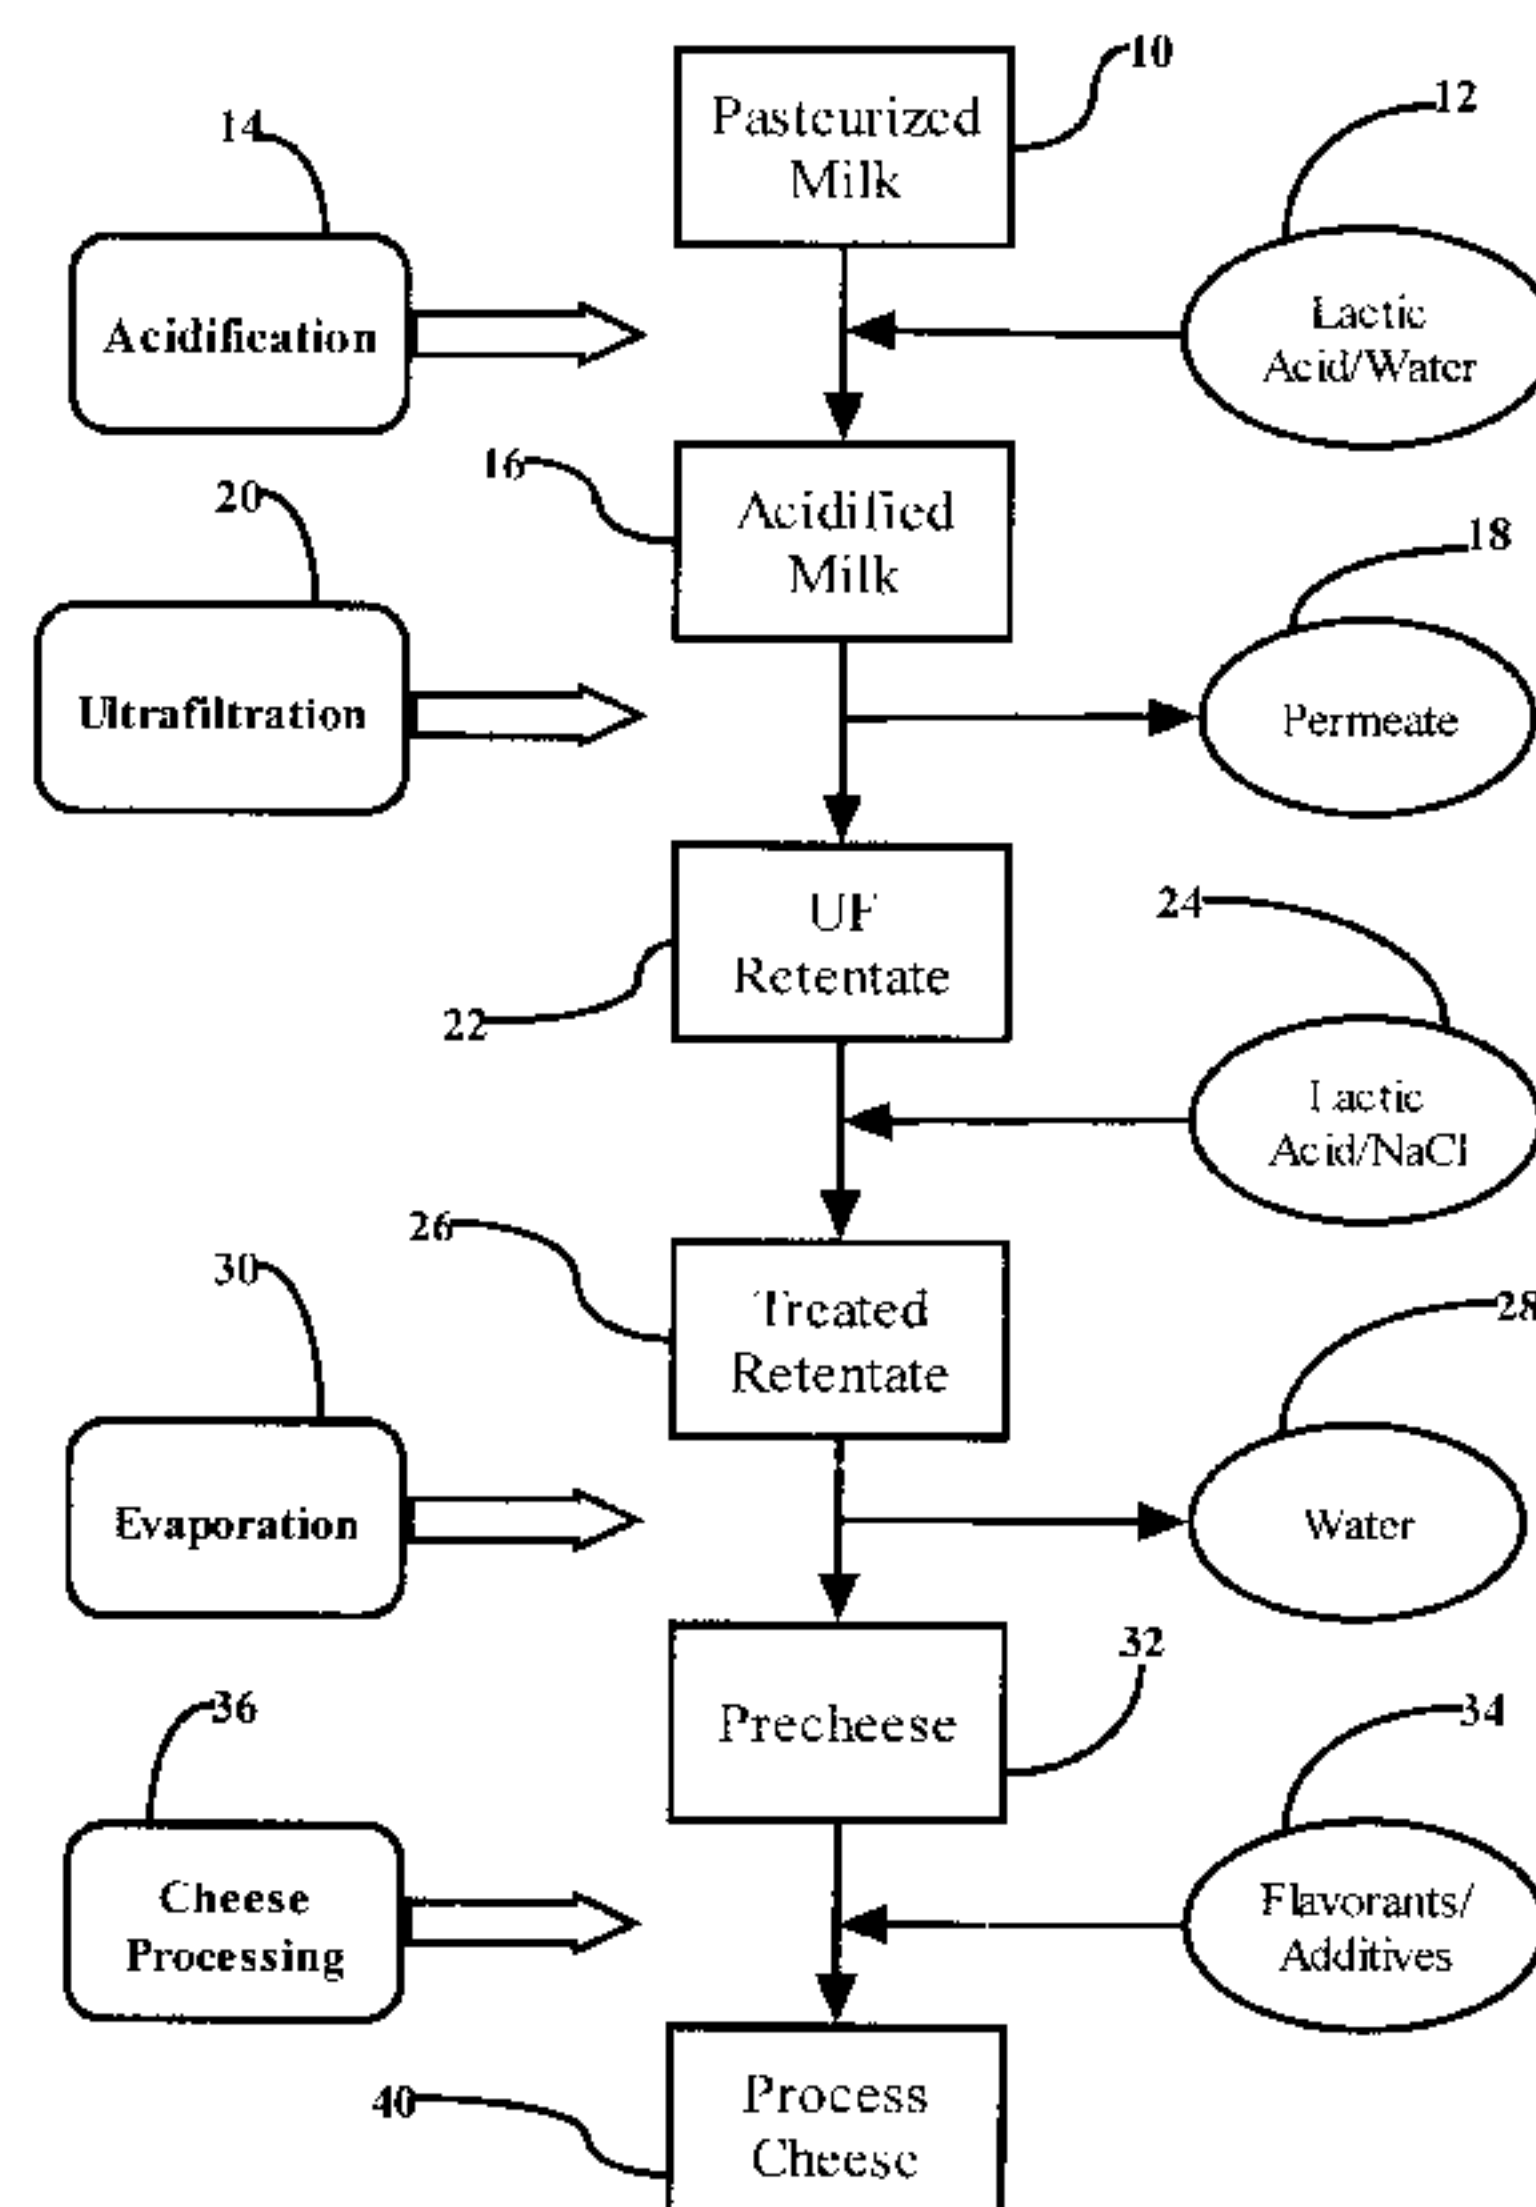 10
Pasteurized
Milk
12
14
Lactic
Acid/Water
Acidification
16
20
Acidified
Milk
18
Ultrafiltration
Permeate
UF
Retentate
24
22
Lactic
Acid/NaCl
26
30
Treated
Retentate
28
Evaporation
Water
32
Precheese
36
34
Cheese
Processing
Flavorants/
Additives
40
Process
Cheese